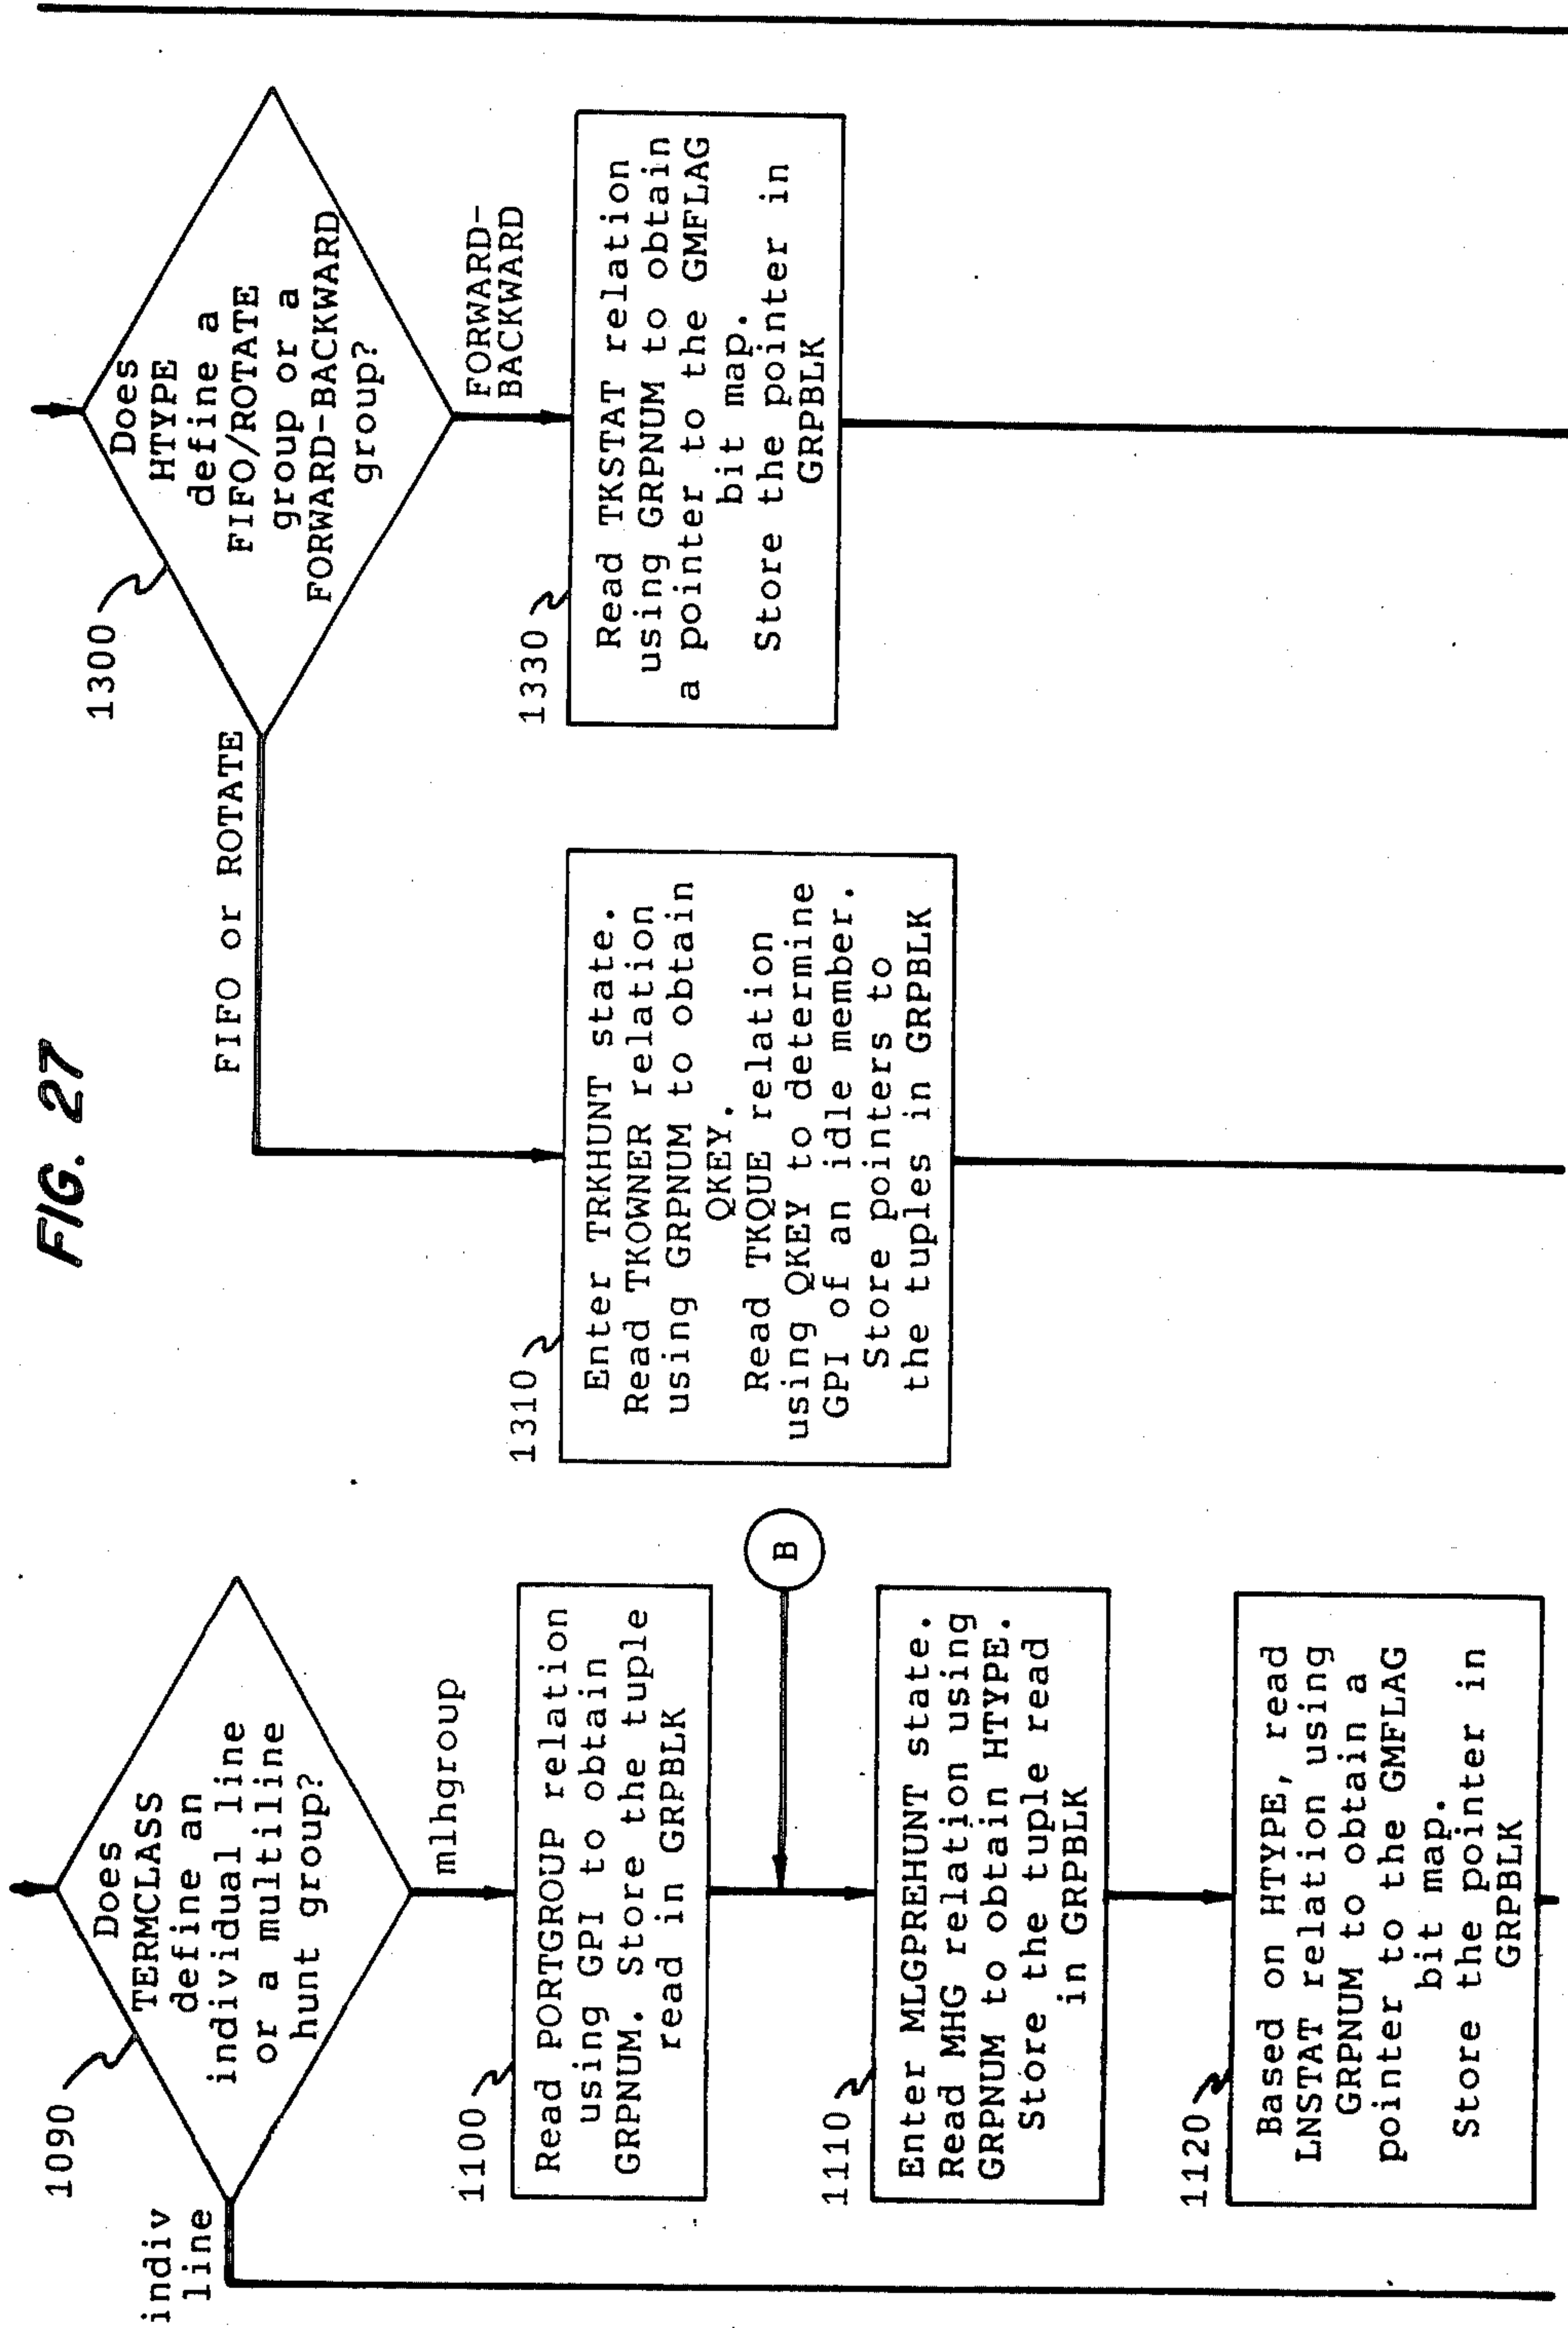 FIG. 27
indiv
line
1090
Does
TERMCLASS
define an
individual line
or a multiline
hunt group?
mlhgroup
1100
Read PORTGROUP relation
using GPI to obtain
GRPNUM. Store the tuple
read in GRPBLK
B
1110
Enter MLGPREHUNT state.
Read MHG relation using
GRPNUM to obtain HTYPE.
Store the tuple read
in GRPBLK
1120
Based on HTYPE, read
LNSTAT relation using
GRPNUM to obtain a
pointer to the GMFLAG
bit map.
Store the pointer in
GRPBLK
FIFO or ROTATE
1310
Enter TRKHUNT state.
Read TKOWNER relation
using GRPNUM to obtain
QKEY.
Read TKQUE relation
using QKEY to determine
GPI of an idle member.
Store pointers to
the tuples in GRPBLK
1300
Does
HTYPE
define a
FIFO/ROTATE
group or a
FORWARD-BACKWARD
group?
FORWARD-
BACKWARD
1330
Read TKSTAT relation
using GRPNUM to obtain
a pointer to the GMFLAG
bit map.
Store the pointer in
GRPBLK